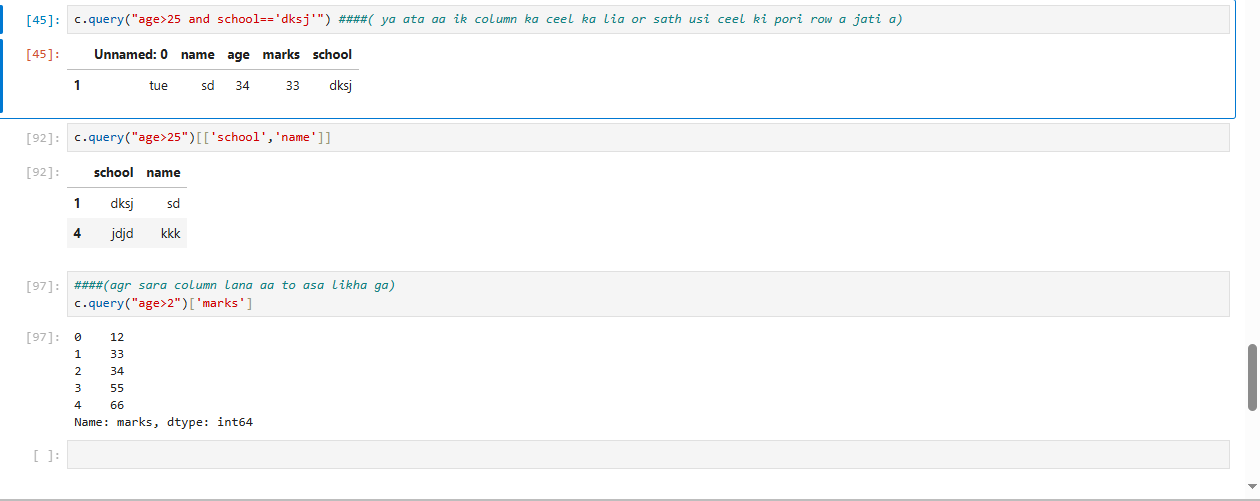 [45]: c.query("age>25 and school=='dksj'") ####( ya ata aa ik column ka ceel ka lia or sath usi ceel ki pori row a jati a)
[45]: Unnamed: 0 name age marks school
1 tue sd 34 33 dksj
[92]: c.query("age>25")[['school','name']]
[92]: school name
1 dksj sd
4 jdjd kkk
[97]: ####(agr sara column lana aa to asa likha ga)
c.query("age>2")['marks']
[97]: 0 12
1 33
2 34
3 55
4 66
Name: marks, dtype: int64
[ ]: